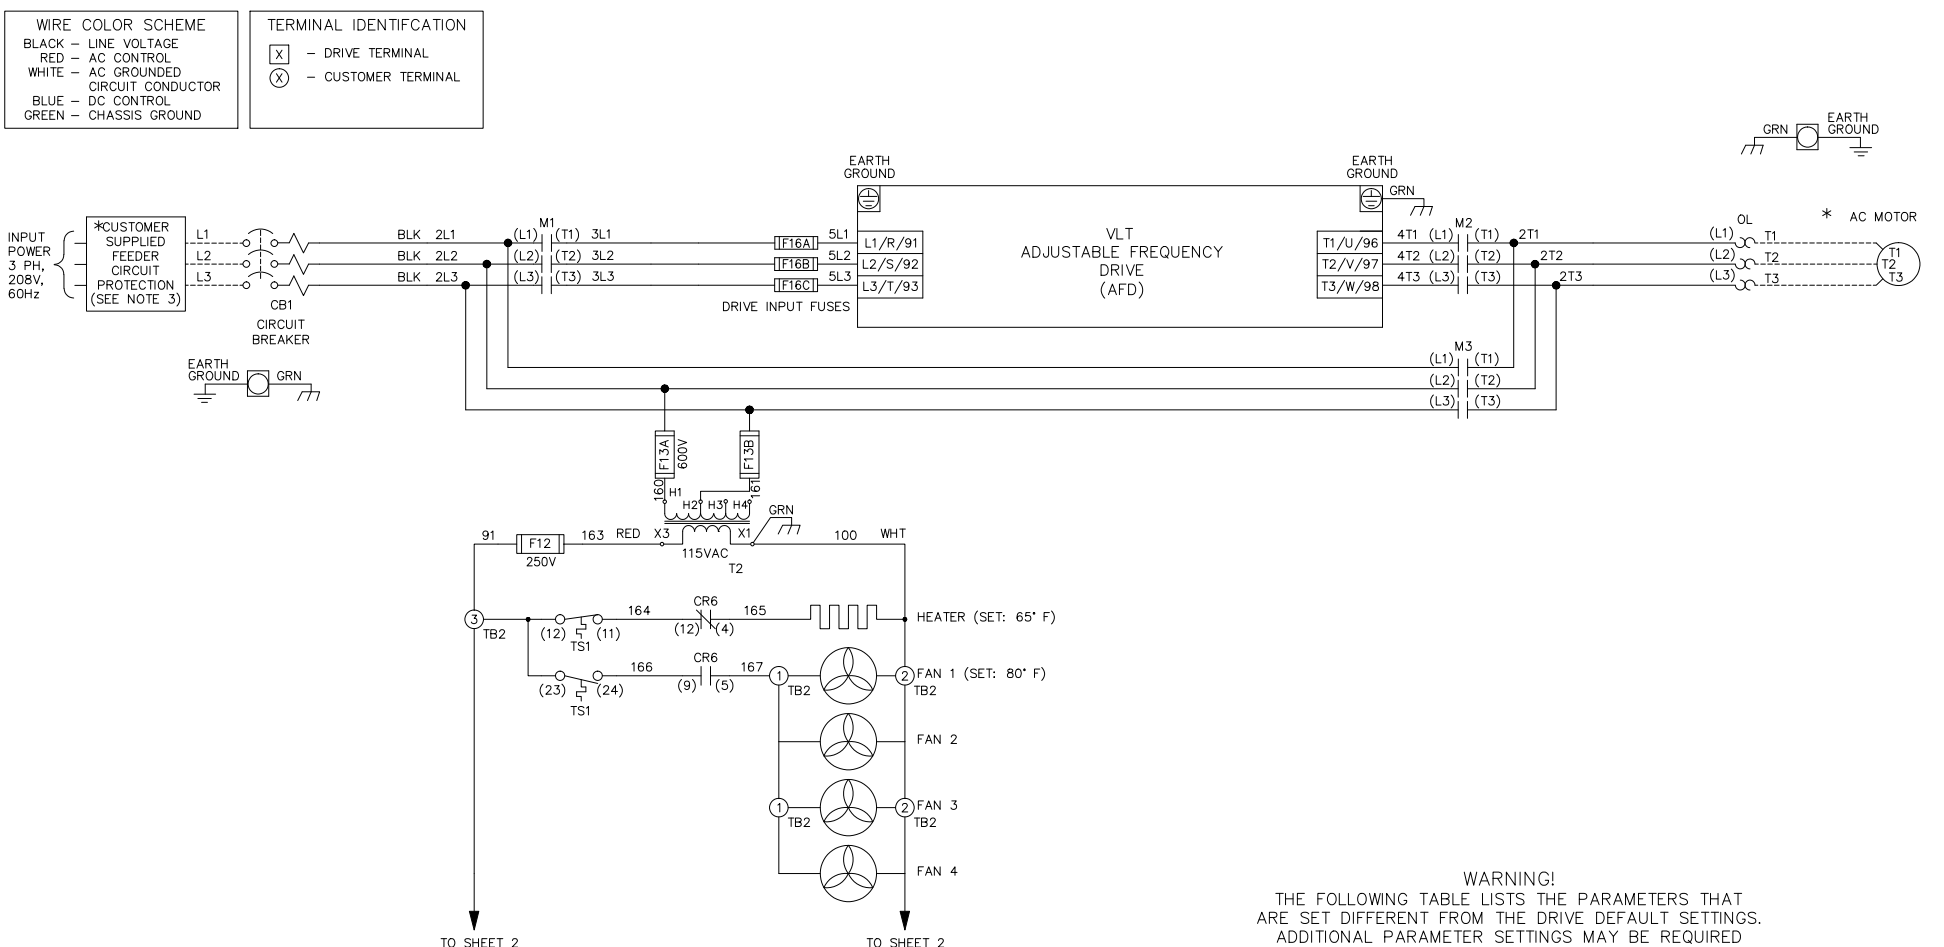 WIRE COLOR SCHEME
BLACK – LINE VOLTAGE
RED – AC CONTROL
WHITE – AC GROUNDED
CIRCUIT CONDUCTOR
BLUE – DC CONTROL
GREEN – CHASSIS GROUND
TERMINAL IDENTIFCATION
X – DRIVE TERMINAL
X – CUSTOMER TERMINAL
GRN
EARTH
GROUND
EARTH
GROUND
EARTH
GROUND
GRN
INPUT
POWER
3 PH,
208V,
60Hz
*CUSTOMER
SUPPLIED
FEEDER
CIRCUIT
PROTECTION
(SEE NOTE 3)
L1
L2
L3
CB1
CIRCUIT
BREAKER
BLK 2L1
BLK 2L2
BLK 2L3
M1
(L1) (T1) 3L1
(L2) (T2) 3L2
(L3) (T3) 3L3
F16A 5L1
F16B 5L2
F16C 5L3
DRIVE INPUT FUSES
L1/R/91
L2/S/92
L3/T/93
VLT
ADJUSTABLE FREQUENCY
DRIVE
(AFD)
T1/U/96
T2/V/97
T3/W/98
M2
4T1 (L1) (T1) 2T1
4T2 (L2) (T2) 2T2
4T3 (L3) (T3) 2T3
OL
(L1) T1
(L2) T2
(L3) T3
* AC MOTOR
T1
T2
T3
EARTH
GROUND
GRN
M3
(L1) (T1)
(L2) (T2)
(L3) (T3)
F13A
600V
F13B
160
161
H1
H2 H3 H4
GRN
91 F12 163 RED X3 X1 100 WHT
250V
115VAC
T2
3
TB2
164 CR6 165
(12) (11) (12) (4)
TS1
HEATER (SET: 65° F)
166 CR6 167
(23) (24) (9) (5)
TS1
1
TB2
2
TB2
FAN 1 (SET: 80° F)
FAN 2
1
TB2
2
TB2
FAN 3
FAN 4
TO SHEET 2
TO SHEET 2
WARNING!
THE FOLLOWING TABLE LISTS THE PARAMETERS THAT
ARE SET DIFFERENT FROM THE DRIVE DEFAULT SETTINGS.
ADDITIONAL PARAMETER SETTINGS MAY BE REQUIRED